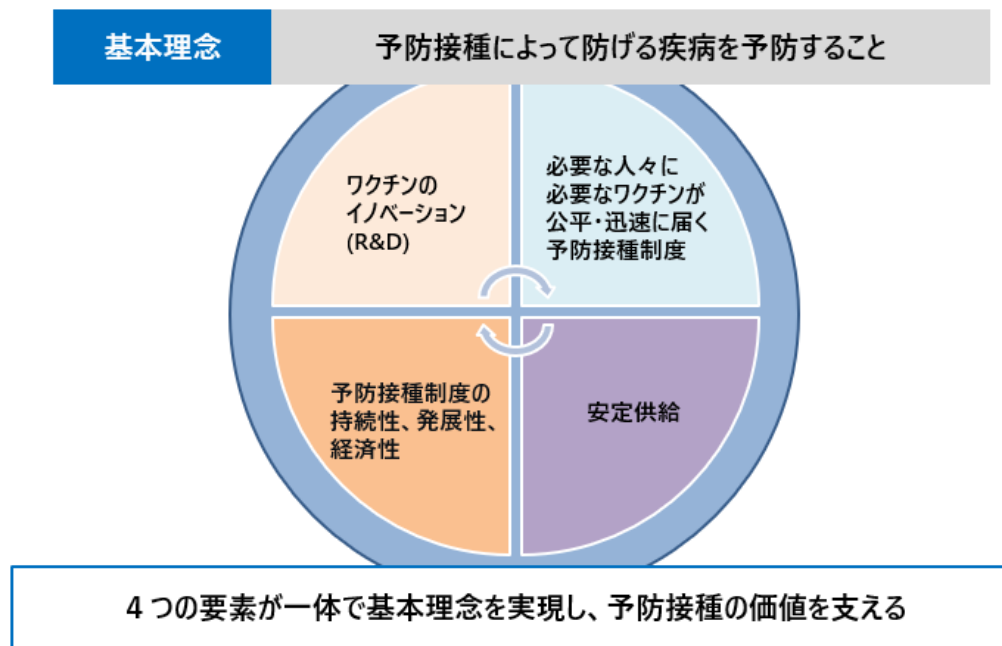 基本理念
予防接種によって防げる疾病を予防すること
ワクチンの
イノベーション
(R&D)
必要な人々に
必要なワクチンが
公平・迅速に届く
予防接種制度
予防接種制度の
持続性、発展性、
経済性
安定供給
4つの要素が一体で基本理念を実現し、予防接種の価値を支える